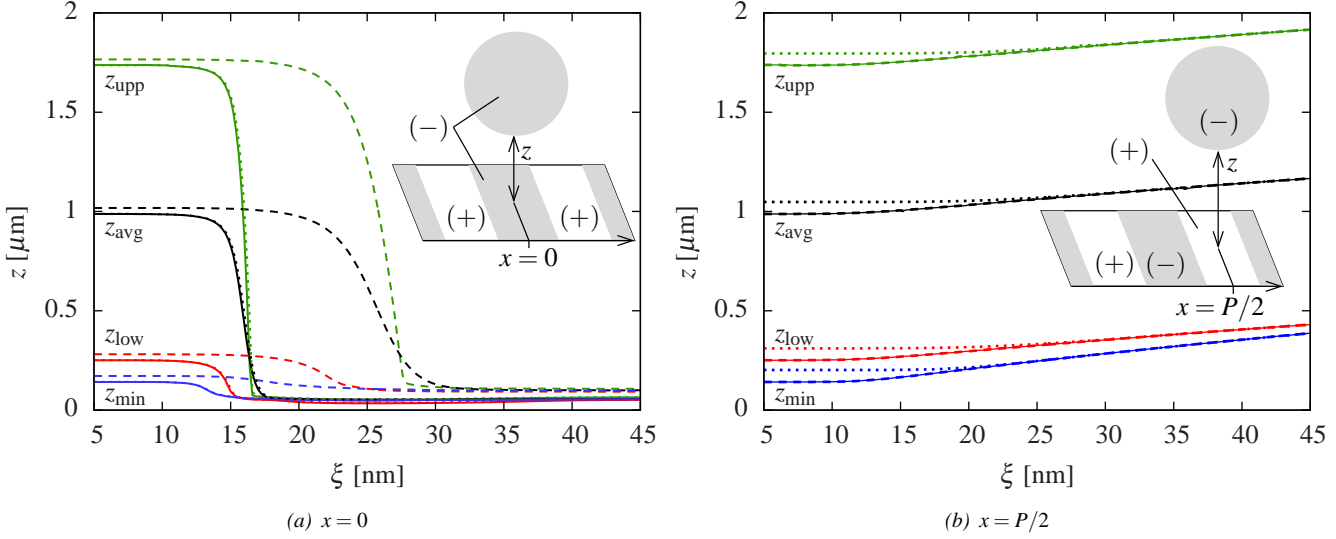 2
1.5
1
0.5
0
z [µm]
5 10 15 20 25 30 35 40 45
ξ [nm]
z_upp
z_avg
z_low
z_min
(−)
z
(+) (+)
x = 0
(a) x = 0
2
1.5
1
0.5
0
z [µm]
5 10 15 20 25 30 35 40 45
ξ [nm]
z_upp
z_avg
z_low
z_min
(−)
(+)
z
(+) (−)
x = P/2
(b) x = P/2